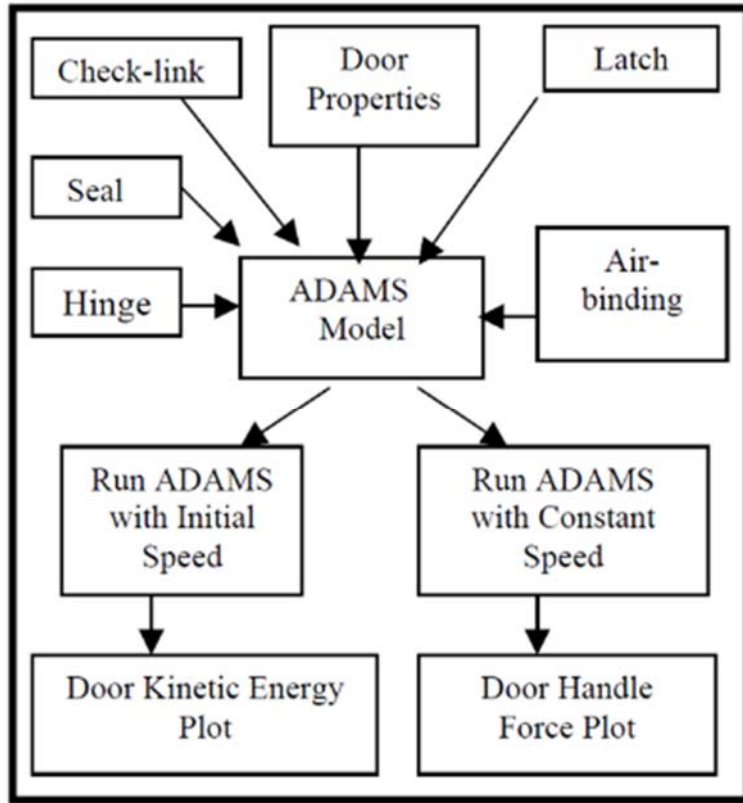 Check-link
Door
Properties
Latch
Seal
Hinge
ADAMS
Model
Air-
binding
Run ADAMS
with Initial
Speed
Run ADAMS
with Constant
Speed
Door Kinetic Energy
Plot
Door Handle
Force Plot